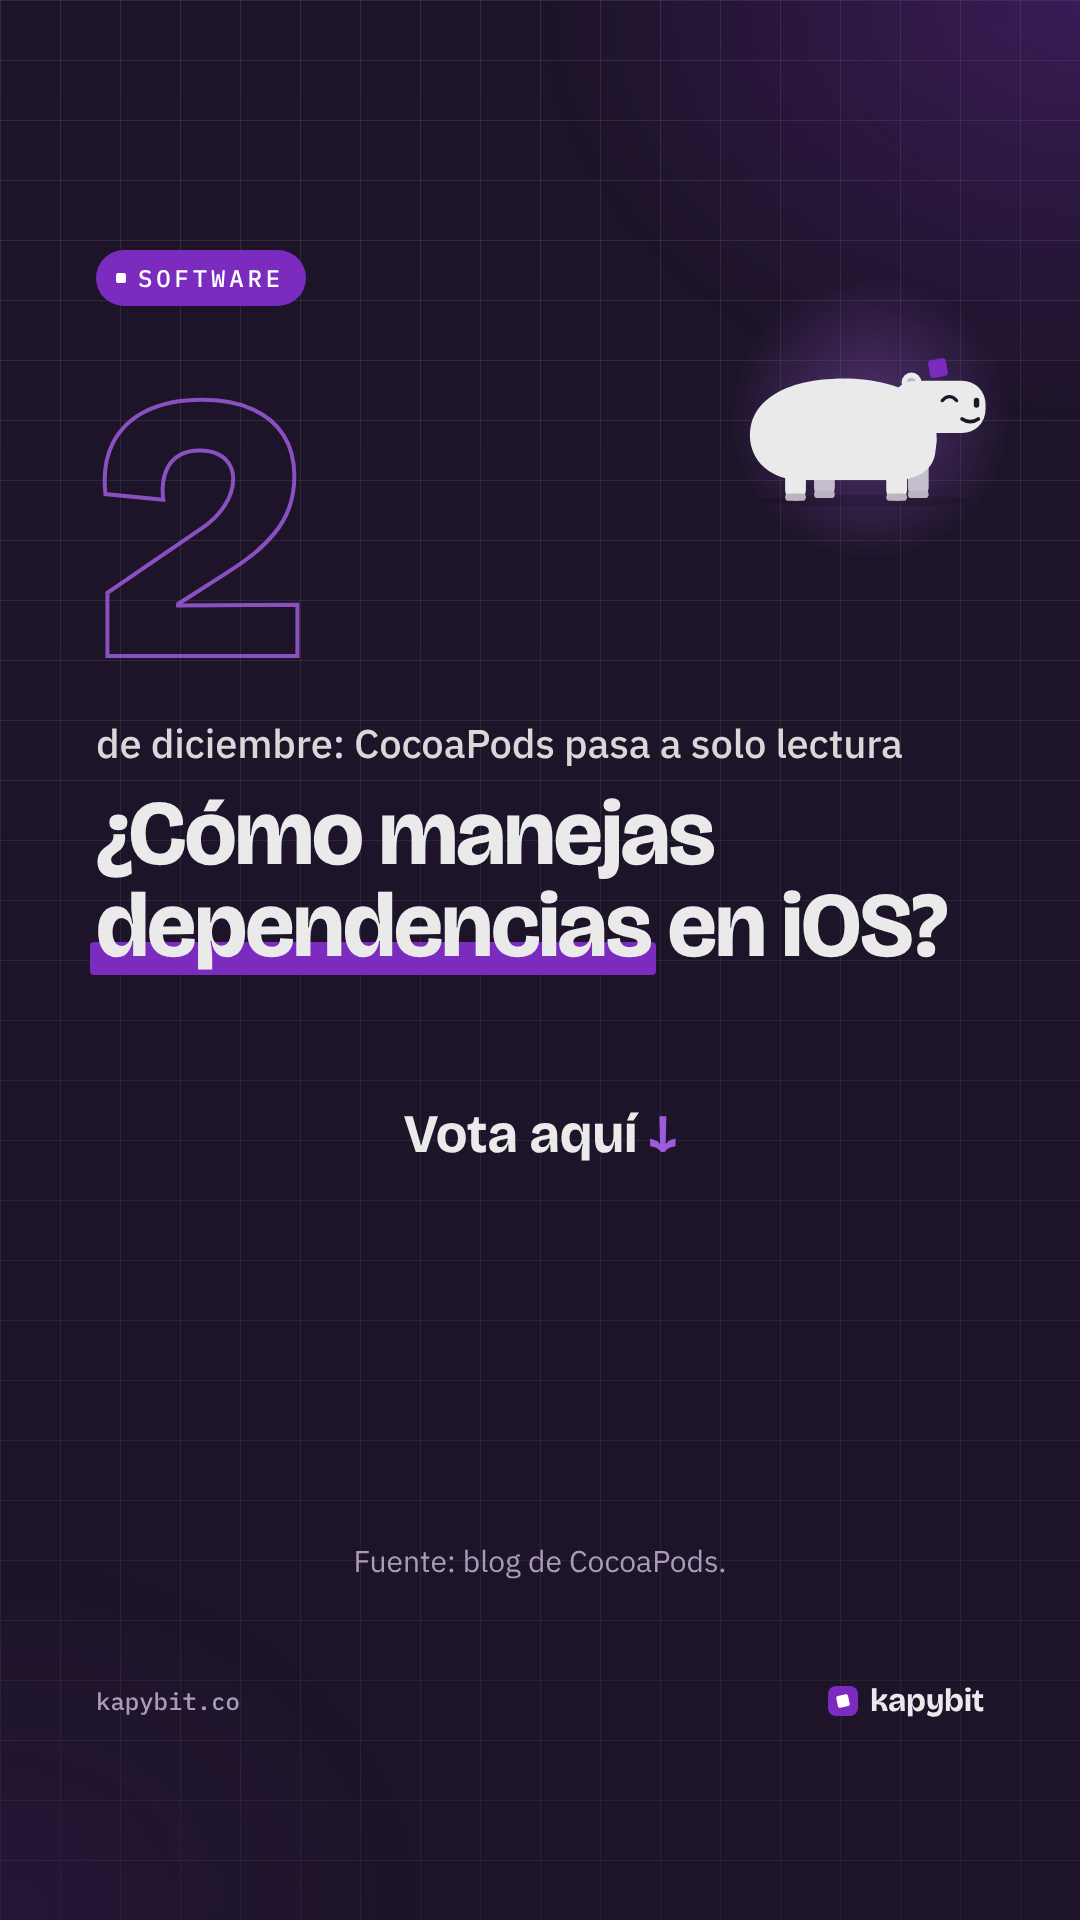 SOFTWARE
2
de diciembre: CocoaPods pasa a solo lectura
¿Cómo manejas
dependencias en iOS?
Vota aquí ↓
Fuente: blog de CocoaPods.
kapybit.co
kapybit